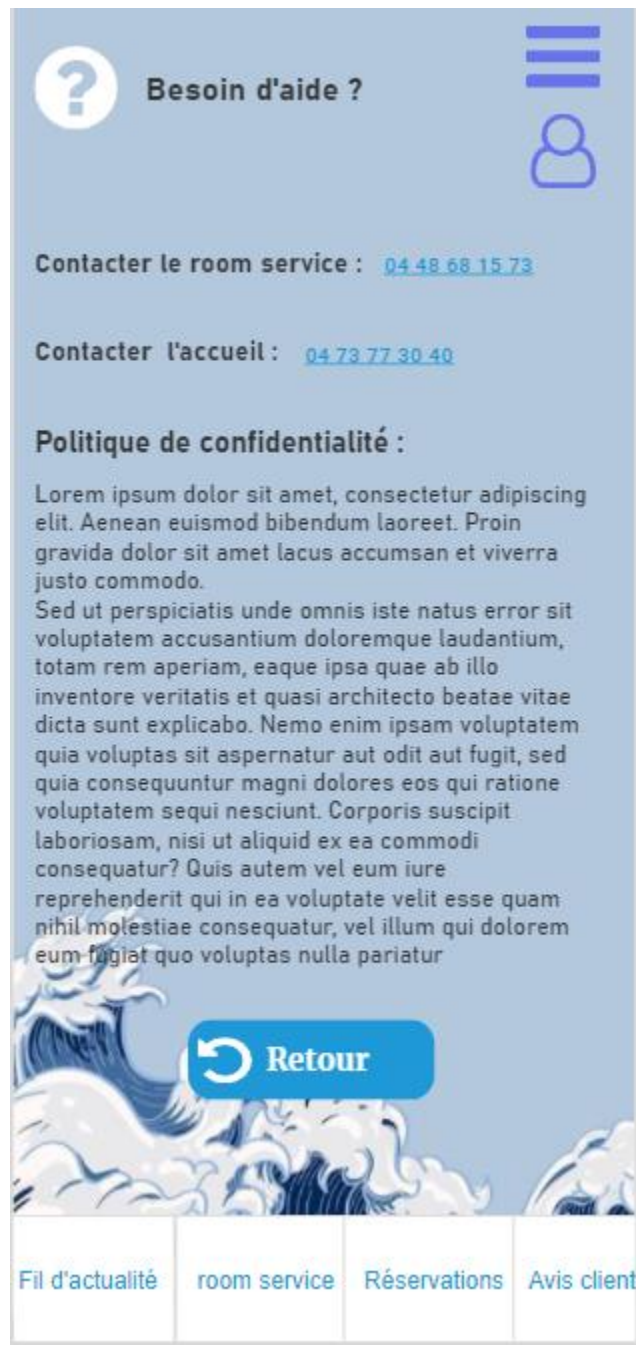 ?
Besoin d'aide ?
Contacter le room service : 04 48 68 15 73
Contacter l'accueil : 04 73 77 30 40
Politique de confidentialité :
Lorem ipsum dolor sit amet, consectetur adipiscing
elit. Aenean euismod bibendum laoreet. Proin
gravida dolor sit amet lacus accumsan et viverra
justo commodo.
Sed ut perspiciatis unde omnis iste natus error sit
voluptatem accusantium doloremque laudantium,
totam rem aperiam, eaque ipsa quae ab illo
inventore veritatis et quasi architecto beatae vitae
dicta sunt explicabo. Nemo enim ipsam voluptatem
quia voluptas sit aspernatur aut odit aut fugit, sed
quia consequuntur magni dolores eos qui ratione
voluptatem sequi nesciunt. Corporis suscipit
laboriosam, nisi ut aliquid ex ea commodi
consequatur? Quis autem vel eum iure
reprehenderit qui in ea voluptate velit esse quam
nihil molestiae consequatur, vel illum qui dolorem
eum fugiat quo voluptas nulla pariatur
Retour
Fil d'actualité room service Réservations Avis client